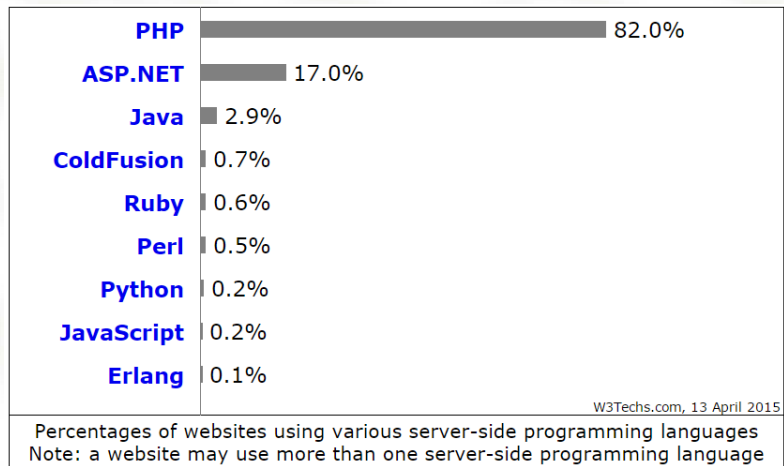 PHP 82.0%
ASP.NET 17.0%
Java 2.9%
ColdFusion 0.7%
Ruby 0.6%
Perl 0.5%
Python 0.2%
JavaScript 0.2%
Erlang 0.1%
W3Techs.com, 13 April 2015
Percentages of websites using various server-side programming languages
Note: a website may use more than one server-side programming language